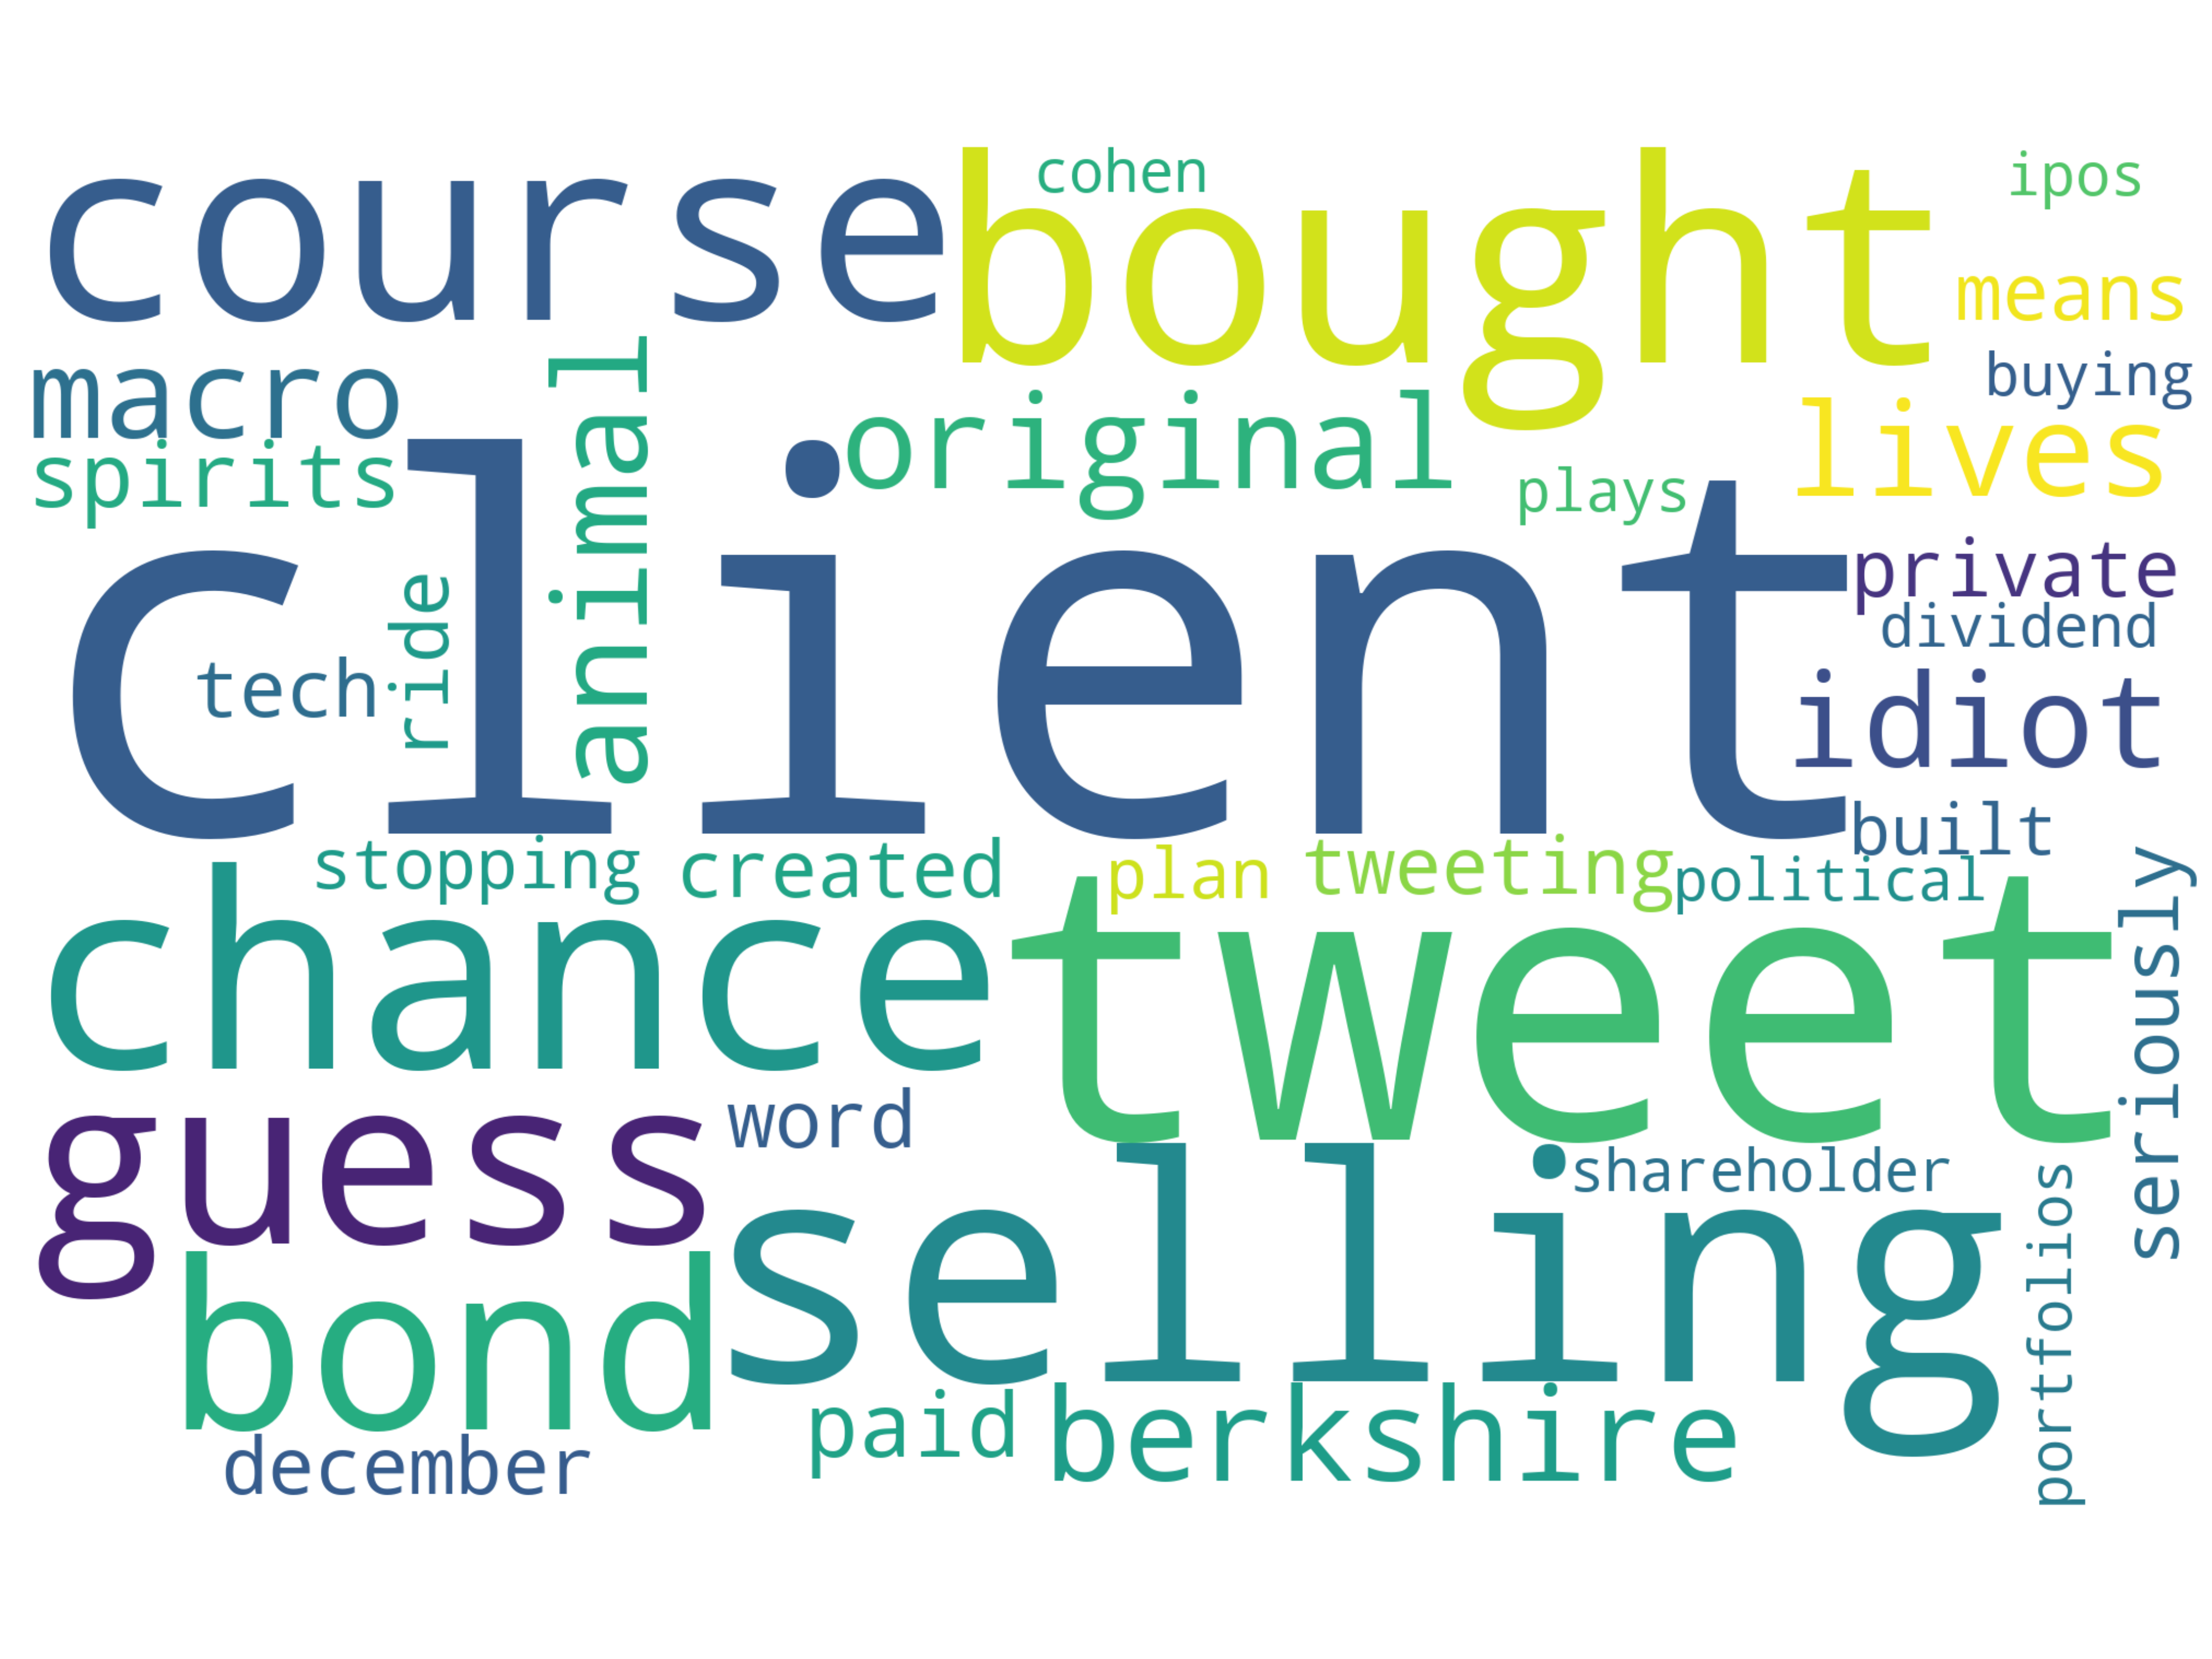 course
bought
cohen
ipos
means
macro
animal
original
buying
spirits
plays
lives
client
private
ride
tech
dividend
idiot
stopping
created
plan
tweeting
built
political
chance
tweet
seriously
guess
word
selling
shareholder
portfolios
bond
paid
berkshire
december